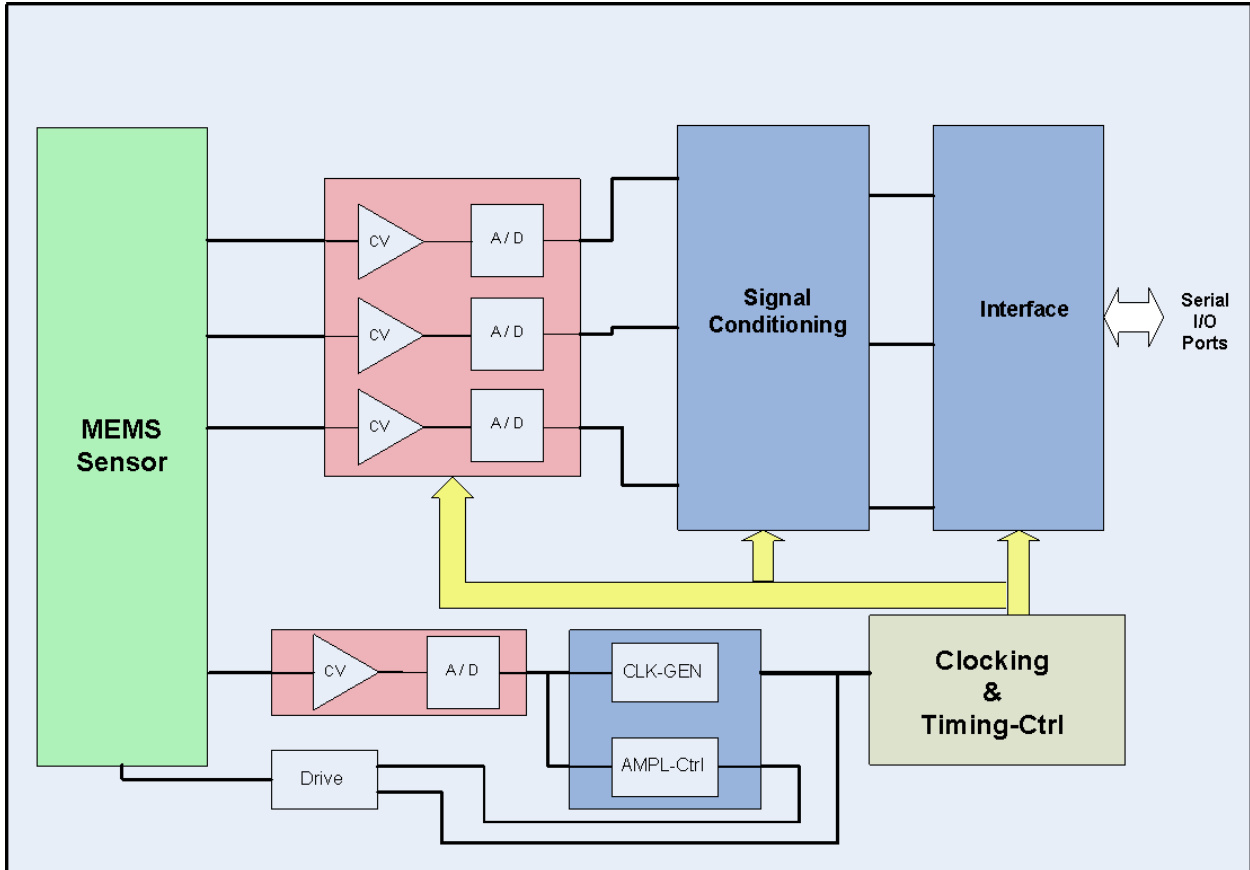 CV
A / D
CV
A / D
CV
A / D
MEMS
Sensor
Signal
Conditioning
Interface
Serial
I/O
Ports
CV
A / D
CLK-GEN
AMPL-Ctrl
Drive
Clocking
&
Timing-Ctrl